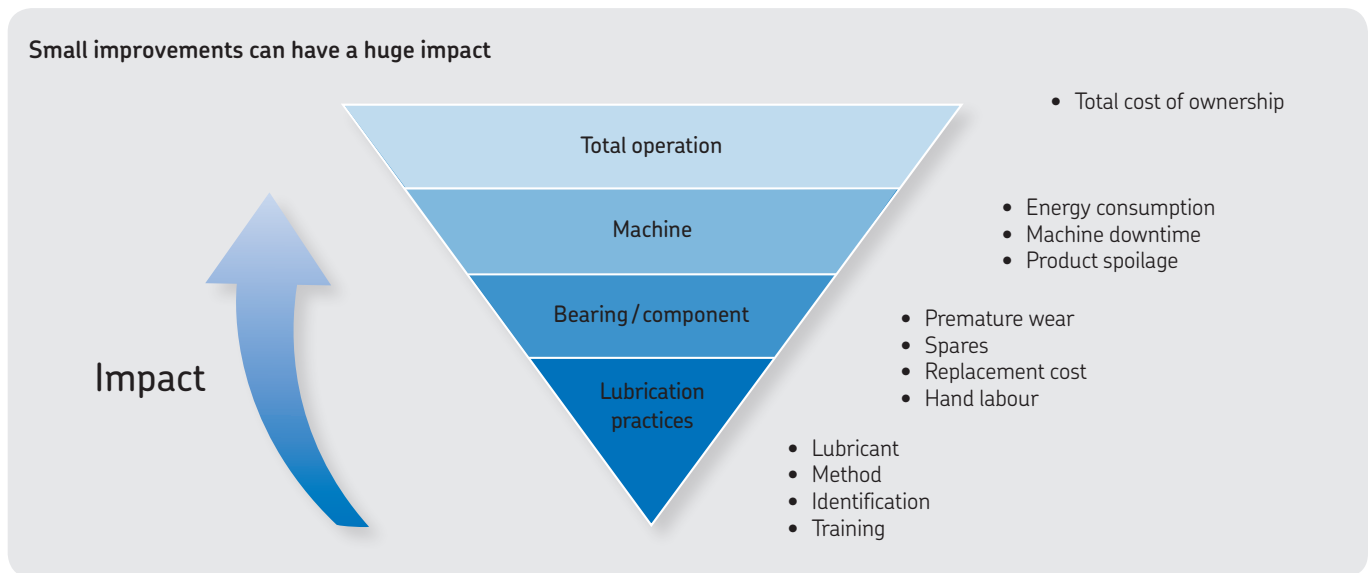 Small improvements can have a huge impact
• Total cost of ownership
Total operation
• Energy consumption
Machine
• Machine downtime
• Product spoilage
Bearing / component
• Premature wear
• Spares
Impact
• Replacement cost
• Hand labour
Lubrication
practices
• Lubricant
• Method
• Identification
• Training